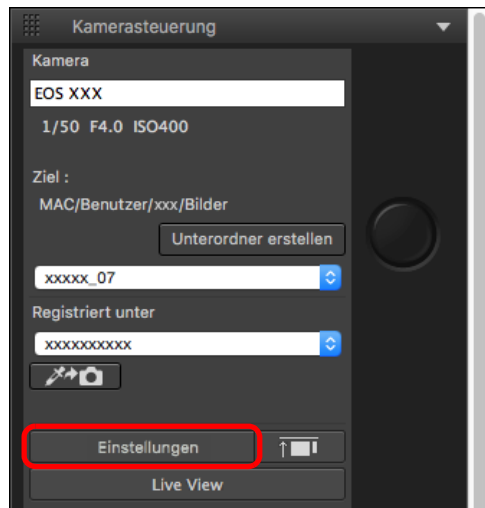 Kamerasteuerung
Kamera
EOS XXX
1/50 F4.0 ISO400
Ziel :
MAC/Benutzer/xxx/Bilder
Unterordner erstellen
xxxxx_07
Registriert unter
xxxxxxxxxx
Einstellungen
Live View